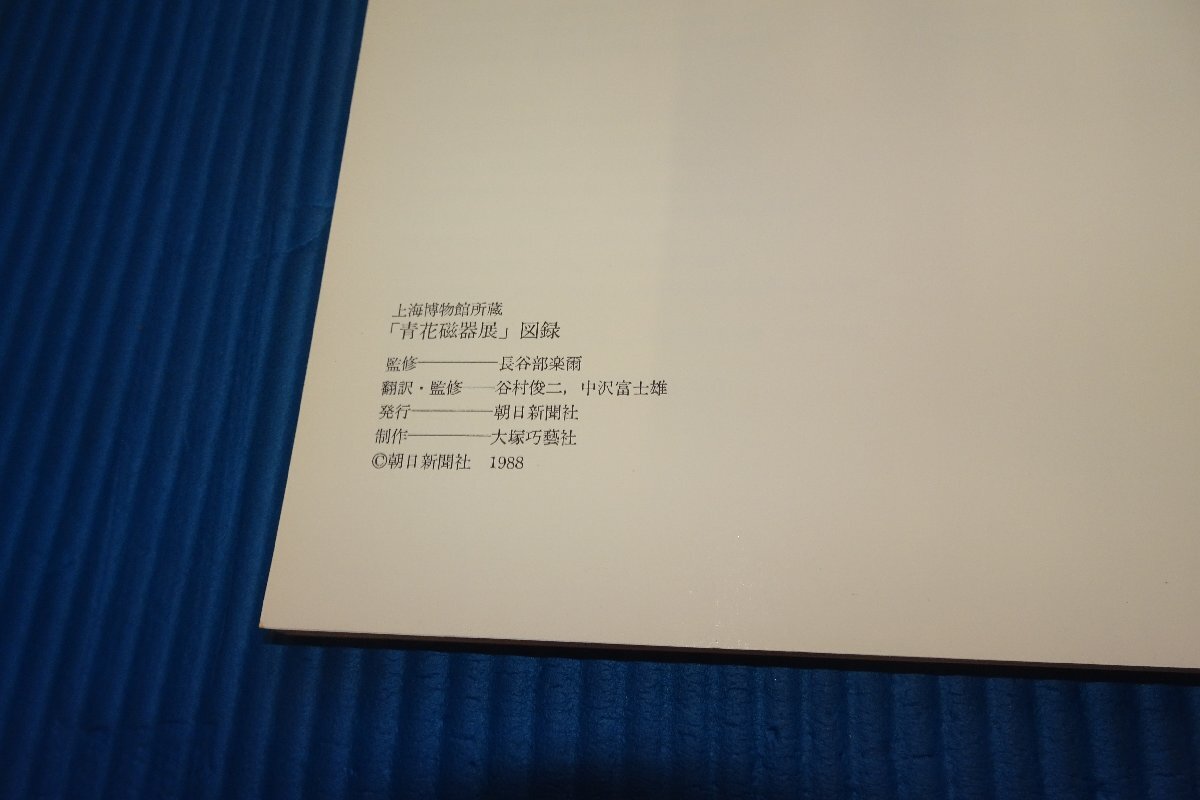 上海博物館所蔵
「青花磁器展」図録
監修―――――長谷部楽爾
翻訳・監修――谷村俊二，中沢富士雄
発行―――――朝日新聞社
制作―――――大塚巧藝社
©朝日新聞社　1988